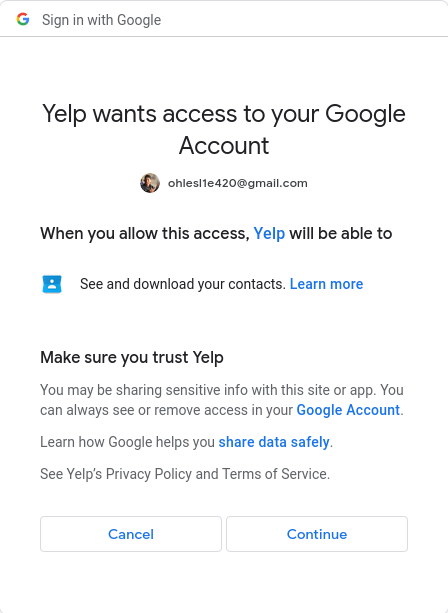 Sign in with Google
Yelp wants access to your Google
Account
ohlesl1e420@gmail.com
When you allow this access, Yelp will be able to
See and download your contacts. Learn more
Make sure you trust Yelp
You may be sharing sensitive info with this site or app. You
can always see or remove access in your Google Account.
Learn how Google helps you share data safely.
See Yelp's Privacy Policy and Terms of Service.
Cancel
Continue